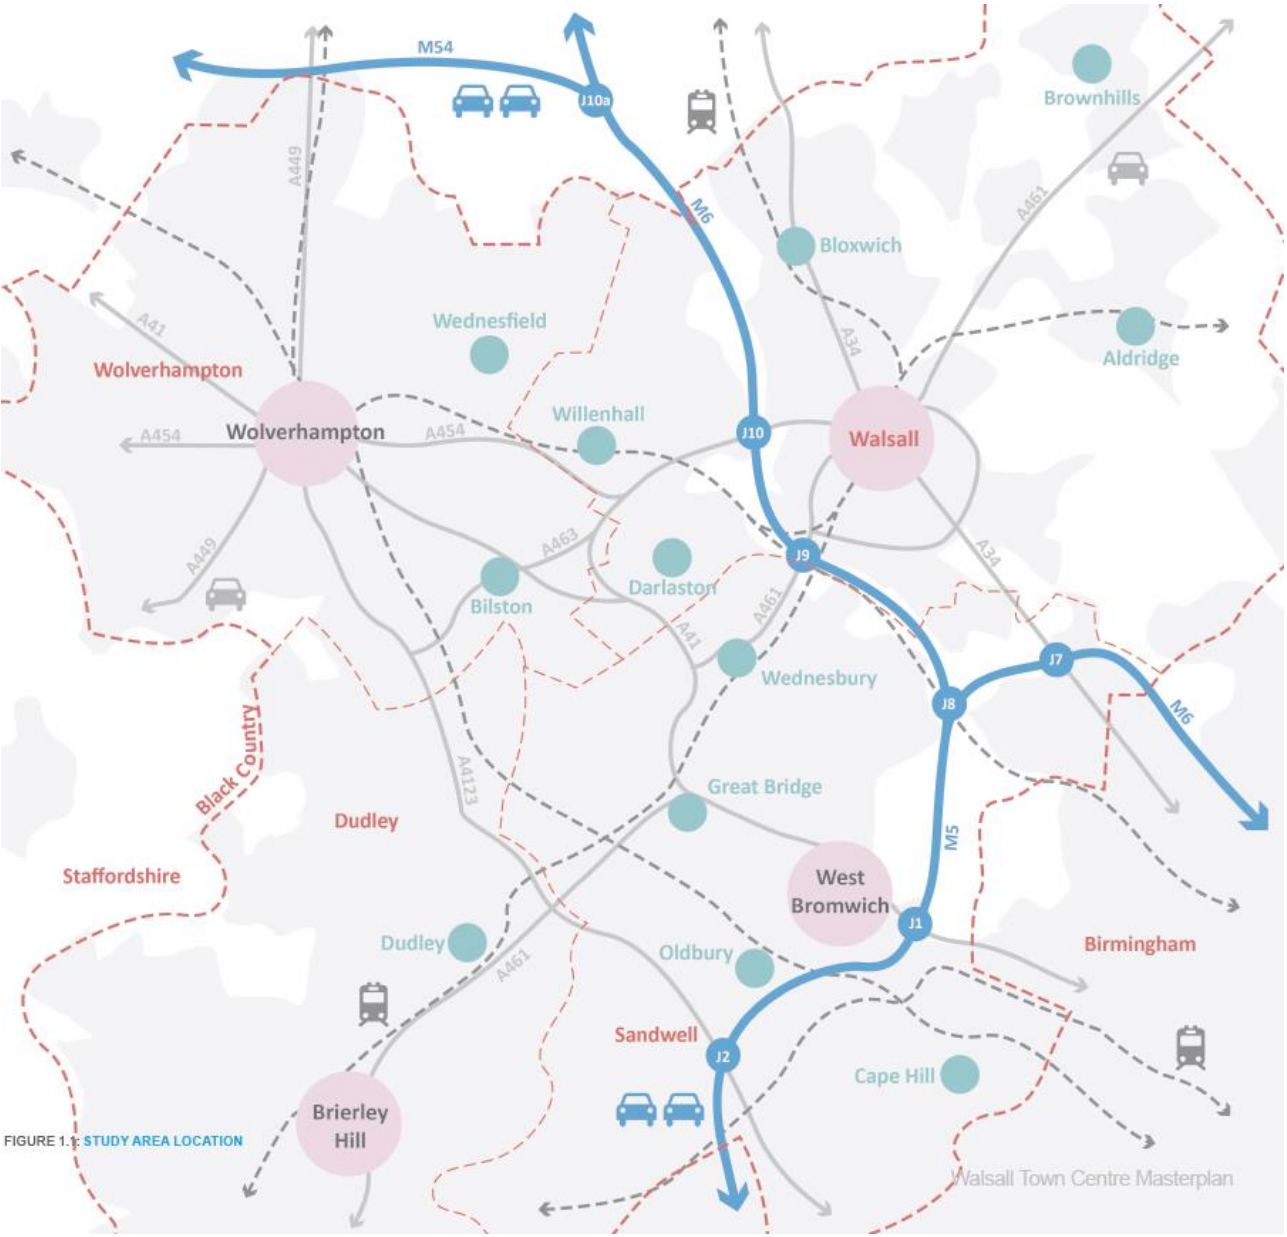 M54
J10a
Brownhills
A449
M6
A461
Bloxwich
Wednesfield
A41
A34
Aldridge
Wolverhampton
Willenhall
Wolverhampton
A454
A454
J10
Walsall
A463
A449
J9
A34
Darlaston
Bilston
A461
A41
J7
Wednesbury
J8
M6
Black Country
A4123
Great Bridge
Dudley
M5
Staffordshire
West
Bromwich
J1
Dudley
Oldbury
Birmingham
A461
Sandwell
J2
Cape Hill
Brierley
Hill
FIGURE 1.1: STUDY AREA LOCATION
Walsall Town Centre Masterplan